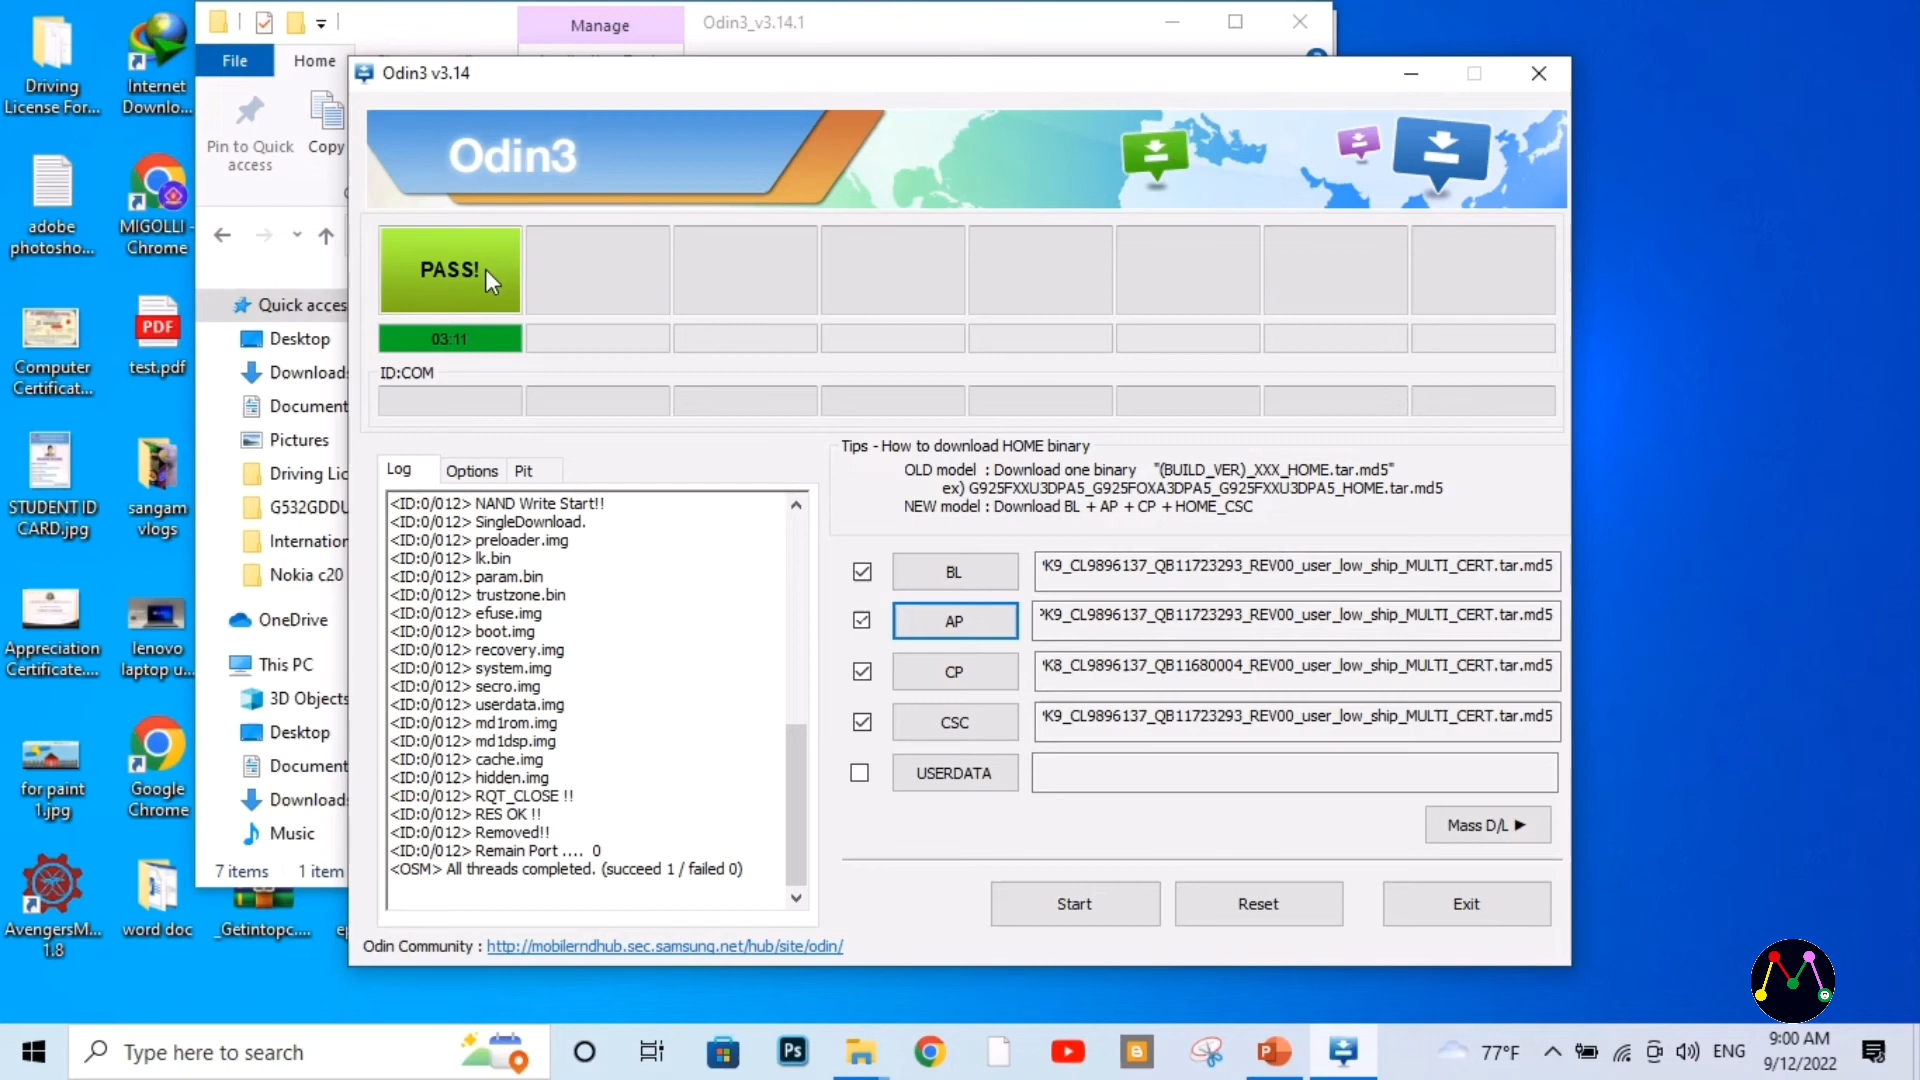 Manage
Odin3_v3.14.1
File
Home
Pin to Quick
access
Copy
Driving
License For...
Internet
Downlo...
adobe
photosho...
MIGOLLI -
Chrome
Computer
Certificat...
PDF
test.pdf
STUDENT ID
CARD.jpg
sangam
vlogs
Appreciation
Certificate....
lenovo
laptop u...
for paint
1.jpg
Google
Chrome
AvengersM...
1.8
word doc
_Getintopc....
Quick acces
Desktop
Download
Document
Pictures
Driving Lic
G532GDDU
Internation
Nokia c20
OneDrive
This PC
3D Objects
Desktop
Document
Download
Music
7 items
1 item
Odin3 v3.14
Odin3
PASS!
03:11
ID:COM
Log
Options
Pit
<ID:0/012> NAND Write Start!!
<ID:0/012> SingleDownload.
<ID:0/012> preloader.img
<ID:0/012> lk.bin
<ID:0/012> param.bin
<ID:0/012> trustzone.bin
<ID:0/012> efuse.img
<ID:0/012> boot.img
<ID:0/012> recovery.img
<ID:0/012> system.img
<ID:0/012> secro.img
<ID:0/012> userdata.img
<ID:0/012> md1rom.img
<ID:0/012> md1dsp.img
<ID:0/012> cache.img
<ID:0/012> hidden.img
<ID:0/012> RQT_CLOSE !!
<ID:0/012> RES OK !!
<ID:0/012> Removed!!
<ID:0/012> Remain Port .... 0
<OSM> All threads completed. (succeed 1 / failed 0)
Tips - How to download HOME binary
OLD model : Download one binary "(BUILD_VER)_XXX_HOME.tar.md5"
ex) G925FXXU3DPA5_G925FOXA3DPA5_G925FXXU3DPA5_HOME.tar.md5
NEW model : Download BL + AP + CP + HOME_CSC
BL
K9_CL9896137_QB11723293_REV00_user_low_ship_MULTI_CERT.tar.md5
AP
K9_CL9896137_QB11723293_REV00_user_low_ship_MULTI_CERT.tar.md5
CP
K8_CL9896137_QB11680004_REV00_user_low_ship_MULTI_CERT.tar.md5
CSC
K9_CL9896137_QB11723293_REV00_user_low_ship_MULTI_CERT.tar.md5
USERDATA
Mass D/L
Start
Reset
Exit
Odin Community : http://mobilerndhub.sec.samsung.net/hub/site/odin/
Type here to search
Ps
77°F
ENG
9:00 AM
9/12/2022